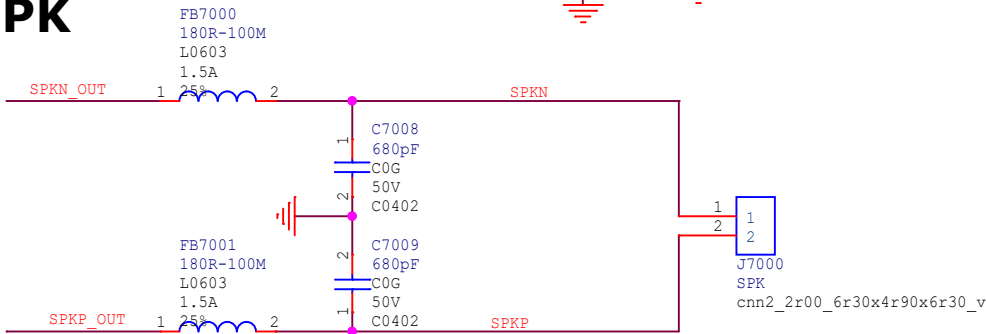 PK
FB7000
180R-100M
L0603
1.5A
25%
SPKN_OUT
1
2
SPKN
1
C7008
680pF
C0G
50V
C0402
2
1
2
1
2
J7000
SPK
cnn2_2r00_6r30x4r90x6r30_v
2
C7009
680pF
C0G
50V
C0402
1
FB7001
180R-100M
L0603
1.5A
25%
SPKP_OUT
1
2
SPKP